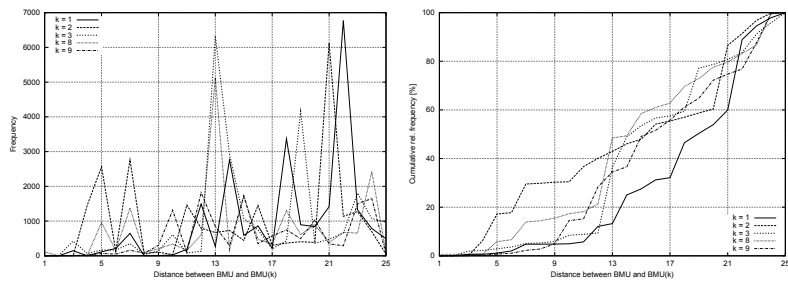 7000
6000
5000
4000
3000
2000
1000
0
Frequency
k = 1
k = 2
k = 3
k = 8
k = 9
1 5 9 13 17 21 25
Distance between BMU and BMU(k)
100
80
60
40
20
0
Cumulative rel. frequency [%]
k = 1
k = 2
k = 3
k = 8
k = 9
1 5 9 13 17 21 25
Distance between BMU and BMU(k)